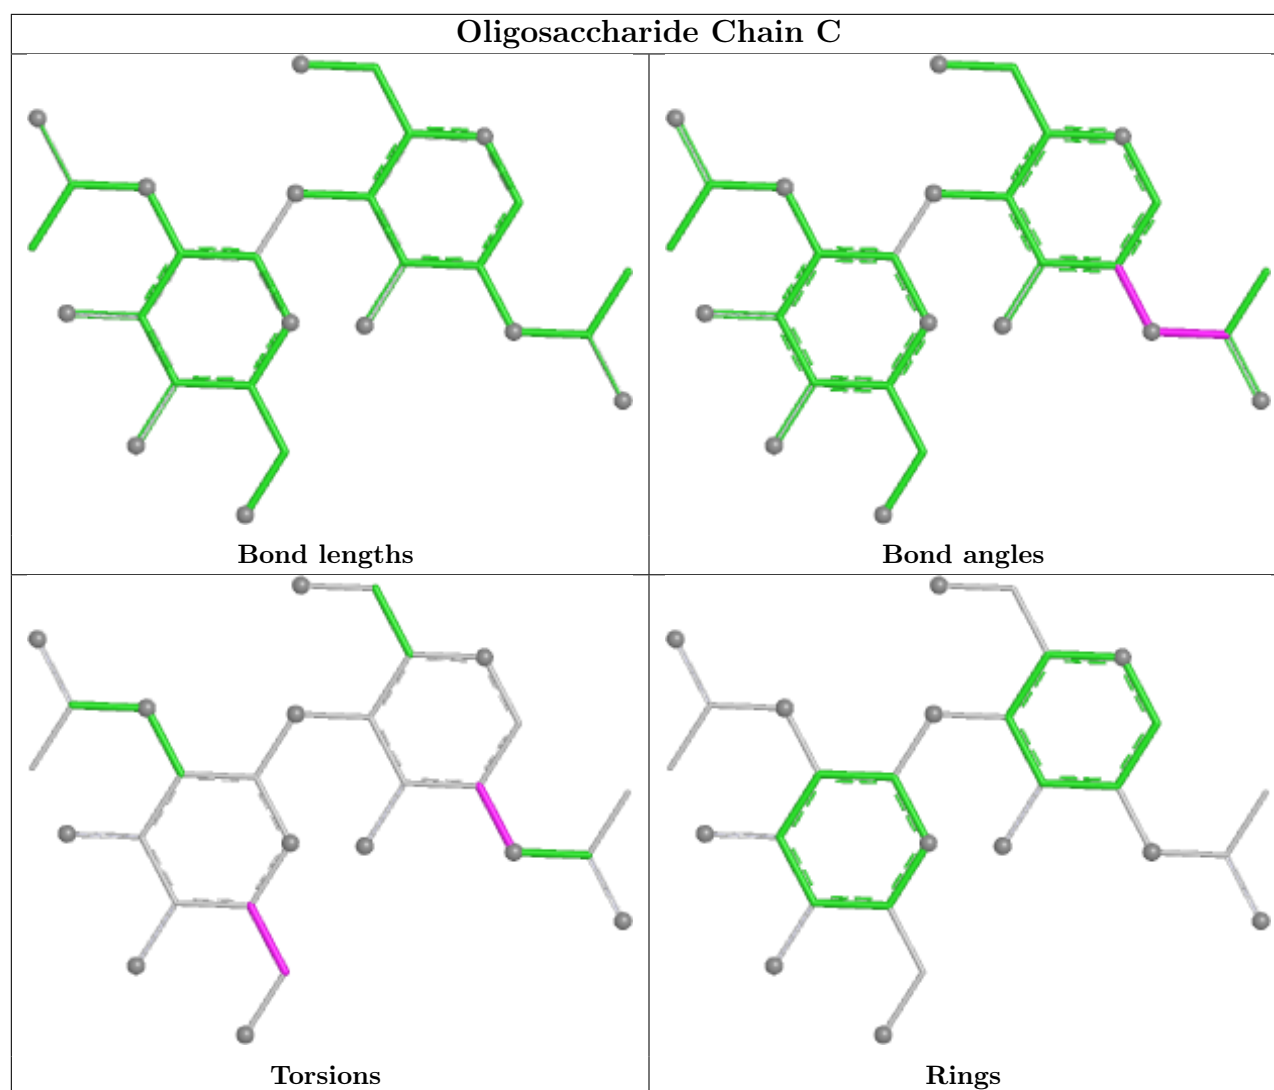 Oligosaccharide Chain C
Bond lengths
Bond angles
Torsions
Rings